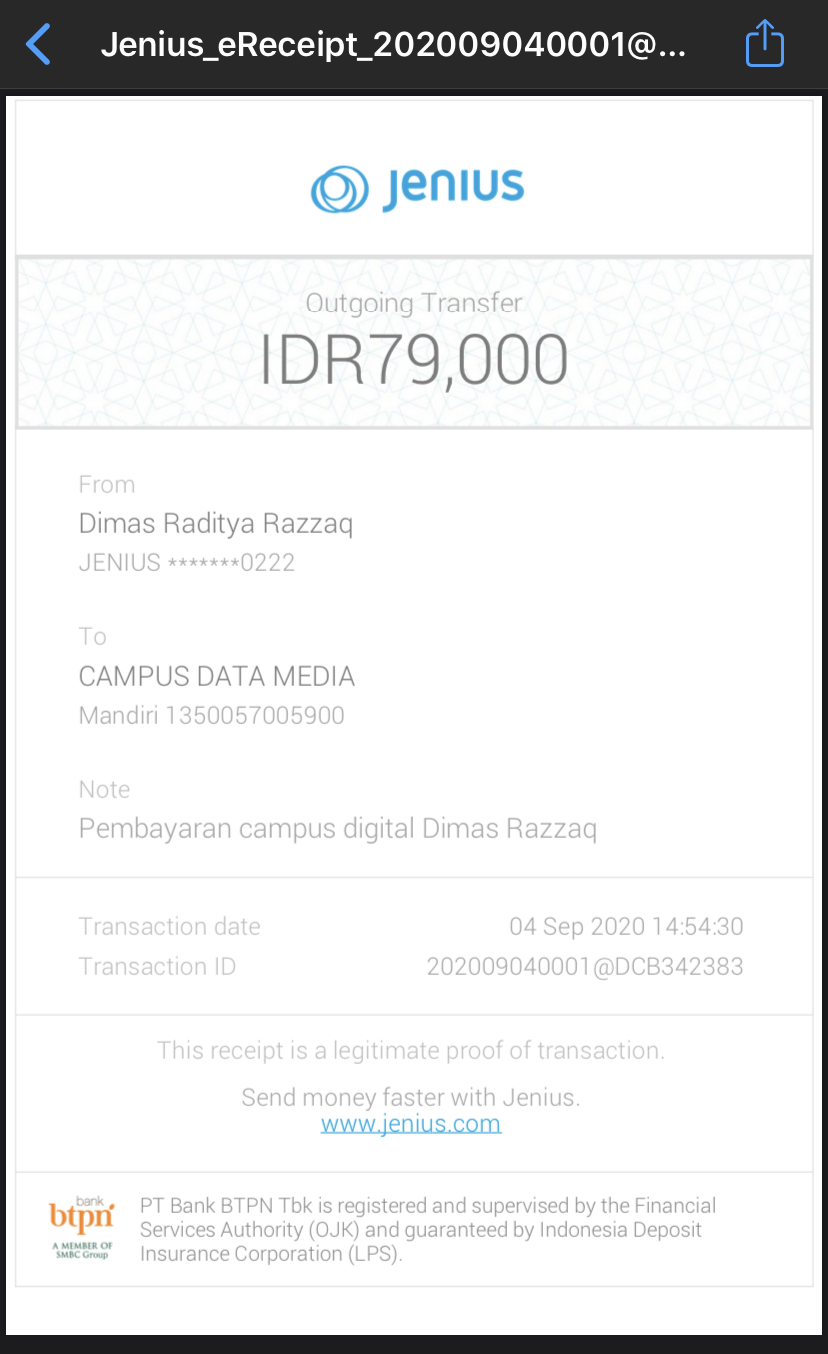 Jenius_eReceipt_202009040001@...
Jenius
Outgoing Transfer
IDR79,000
From
Dimas Raditya Razzaq
JENIUS *******0222
To
CAMPUS DATA MEDIA
Mandiri 1350057005900
Note
Pembayaran campus digital Dimas Razzaq
Transaction date 04 Sep 2020 14:54:30
Transaction ID 202009040001@DCB342383
This receipt is a legitimate proof of transaction.
Send money faster with Jenius.
www.jenius.com
bank
btpn
A MEMBER OF
SMBC Group
PT Bank BTPN Tbk is registered and supervised by the Financial
Services Authority (OJK) and guaranteed by Indonesia Deposit
Insurance Corporation (LPS).